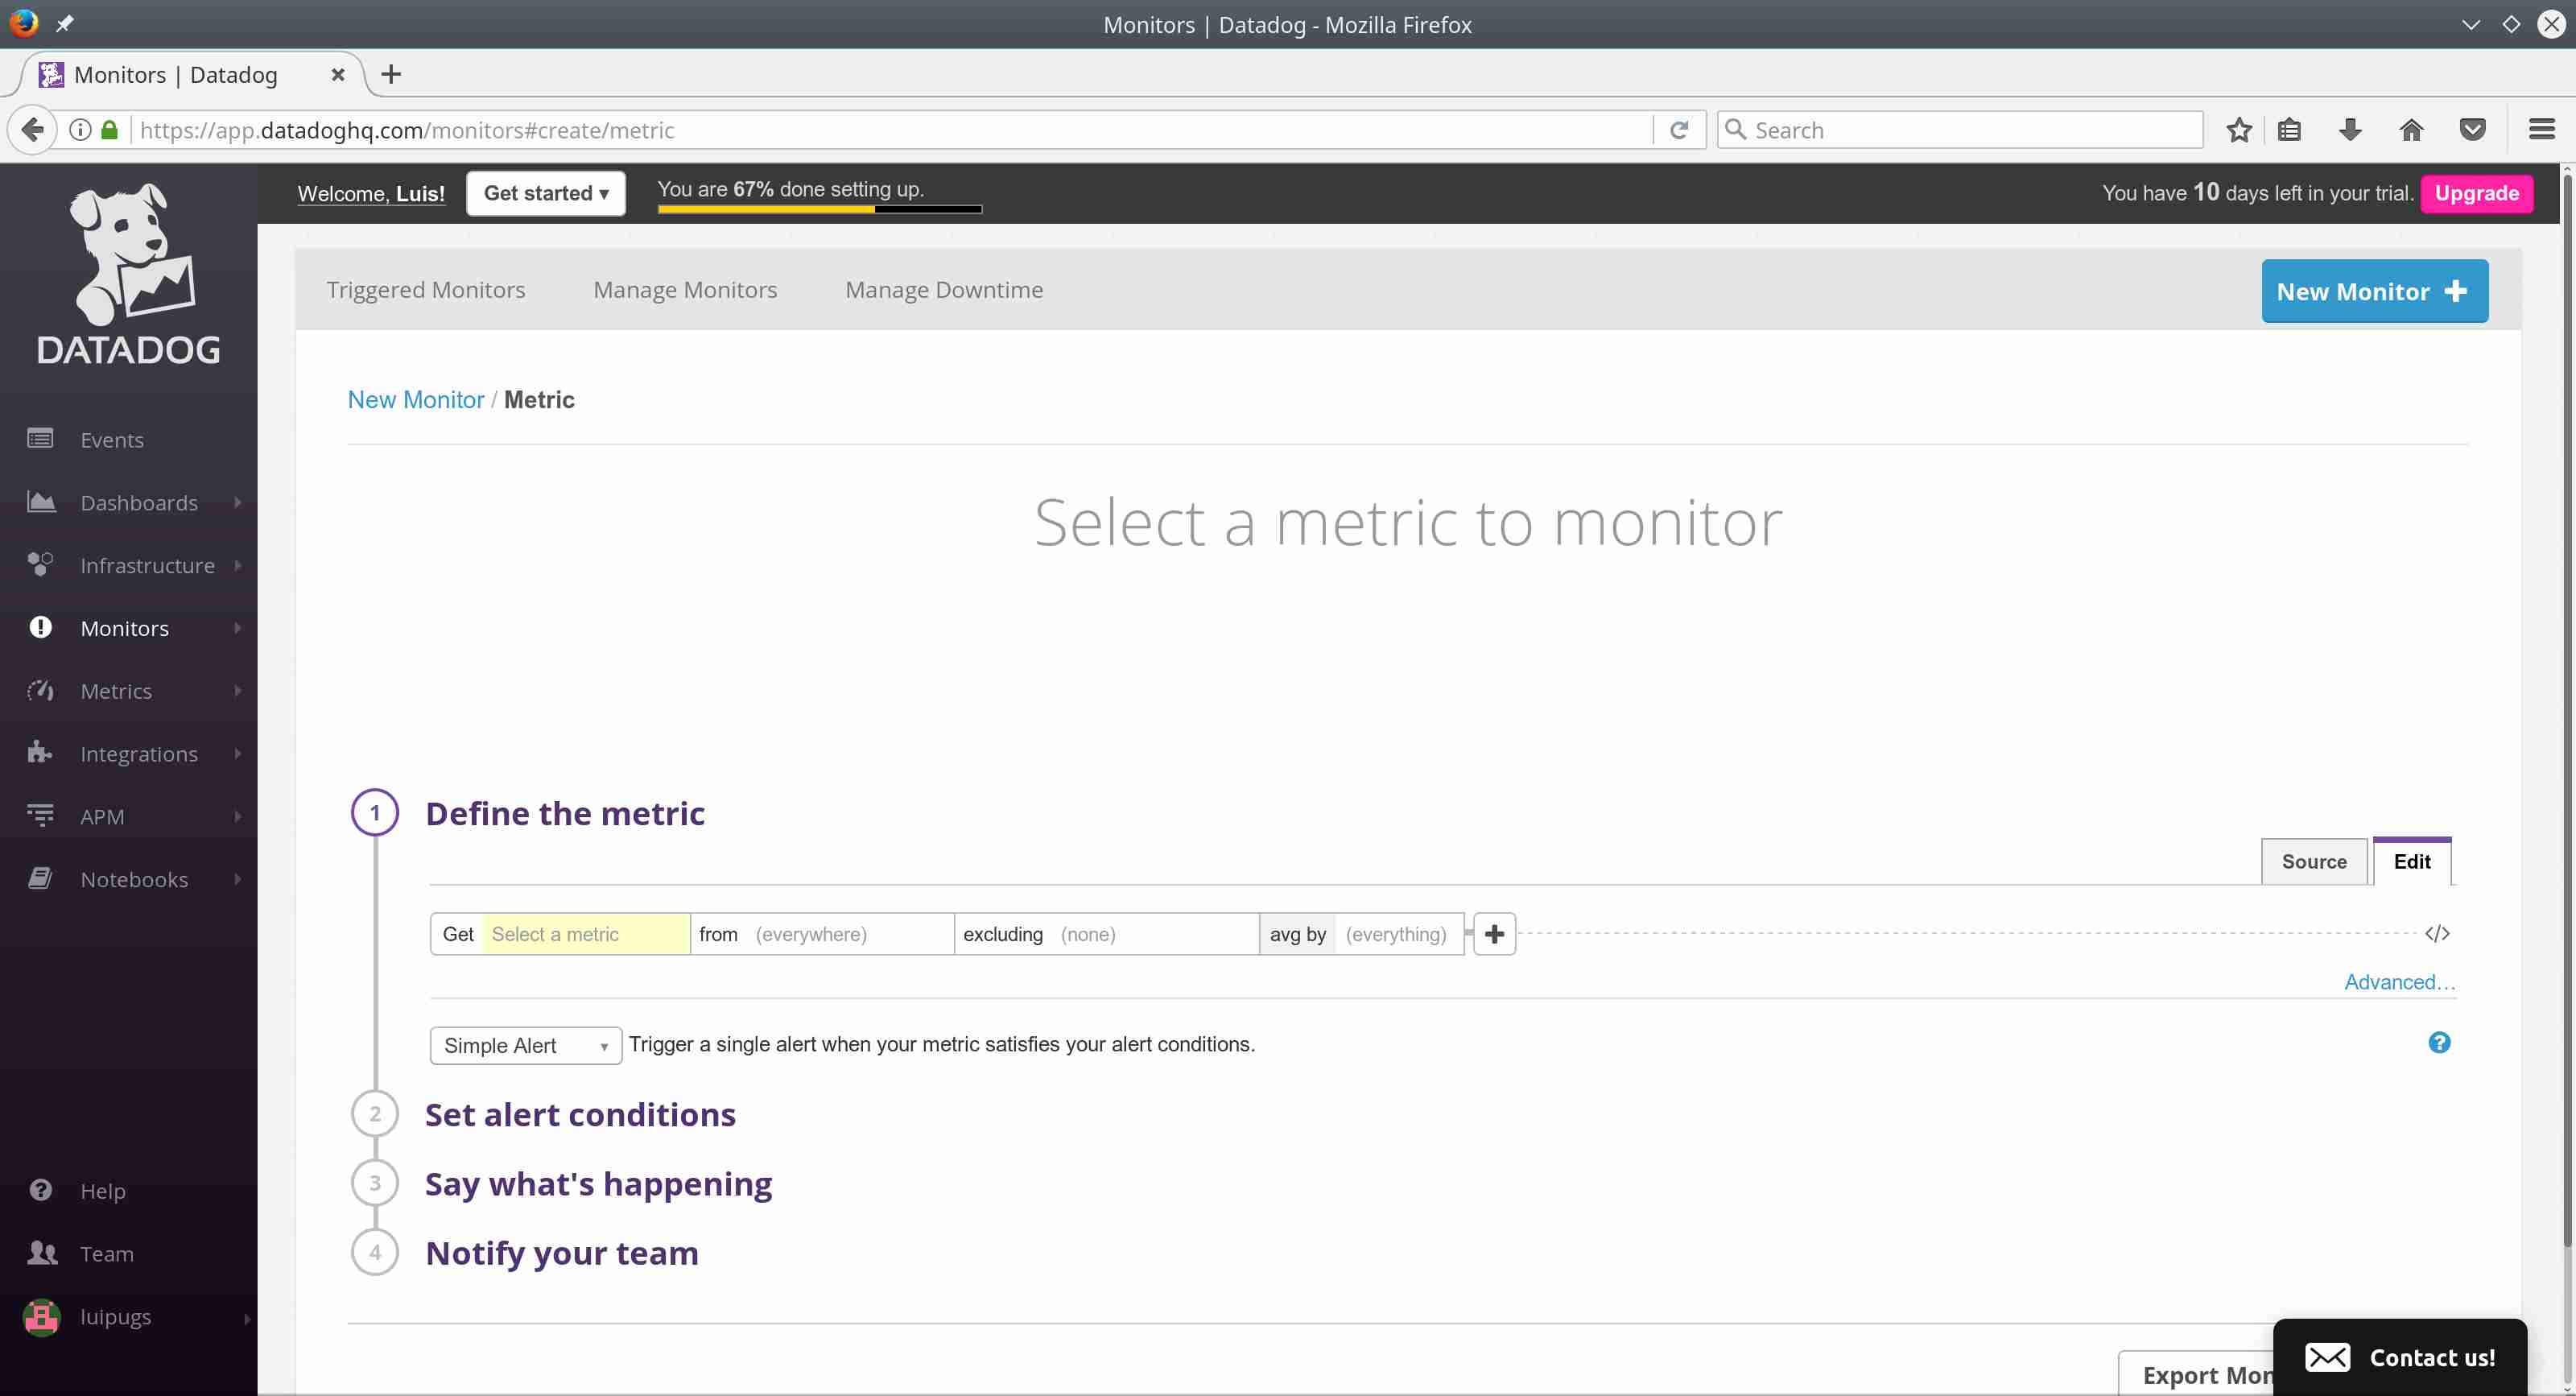 Monitors | Datadog - Mozilla Firefox
Monitors | Datadog
https://app.datadoghq.com/monitors#create/metric
Search
DATADOG
Welcome, Luis!
Get started ▾
You are 67% done setting up.
You have 10 days left in your trial.
Upgrade
Triggered Monitors
Manage Monitors
Manage Downtime
New Monitor
New Monitor / Metric
Events
Dashboards
Infrastructure
Monitors
Metrics
Integrations
APM
Notebooks
Help
Team
luipugs
Select a metric to monitor
1 Define the metric
Source
Edit
Get Select a metric from (everywhere) excluding (none) avg by (everything) + </>
Advanced...
Simple Alert ▾ Trigger a single alert when your metric satisfies your alert conditions. ?
2 Set alert conditions
3 Say what's happening
4 Notify your team
Export Mon
Contact us!